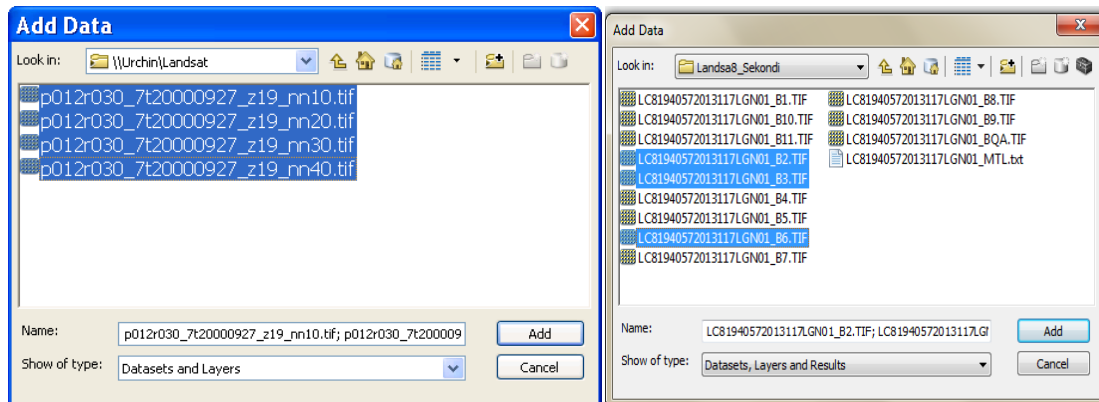 Add Data
Look in: \\Urchin\Landsat
p012r030_7t20000927_z19_nn10.tif
p012r030_7t20000927_z19_nn20.tif
p012r030_7t20000927_z19_nn30.tif
p012r030_7t20000927_z19_nn40.tif
Name: p012r030_7t20000927_z19_nn10.tif; p012r030_7t200009 Add
Show of type: Datasets and Layers Cancel
Add Data
Look in: Landsa8_Sekondi
LC81940572013117LGN01_B1.TIF
LC81940572013117LGN01_B10.TIF
LC81940572013117LGN01_B11.TIF
LC81940572013117LGN01_B2.TIF
LC81940572013117LGN01_B3.TIF
LC81940572013117LGN01_B4.TIF
LC81940572013117LGN01_B5.TIF
LC81940572013117LGN01_B6.TIF
LC81940572013117LGN01_B7.TIF
LC81940572013117LGN01_B8.TIF
LC81940572013117LGN01_B9.TIF
LC81940572013117LGN01_BQA.TIF
LC81940572013117LGN01_MTL.txt
Name: LC81940572013117LGN01_B2.TIF; LC81940572013117LGI Add
Show of type: Datasets, Layers and Results Cancel